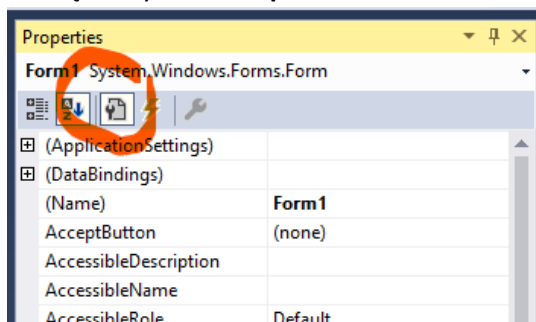 Properties
Form1 System.Windows.Forms.Form
(ApplicationSettings)
(DataBindings)
(Name) Form1
AcceptButton (none)
AccessibleDescription
AccessibleName
AccessibleRole Default